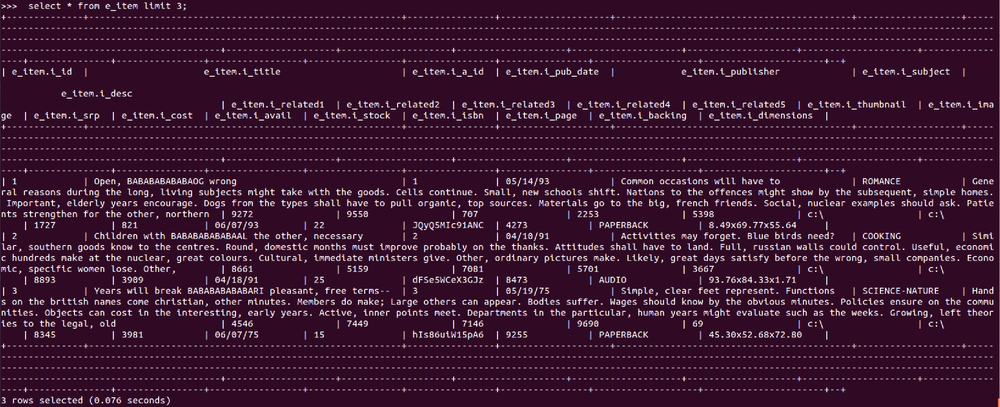 >>>  select * from e_item limit 3;
| e_item.i_id  |                     e_item.i_title                      | e_item.i_a_id  | e_item.i_pub_date  |            e_item.i_publisher             | e_item.i_subject  |
           e_item.i_desc
                                        | e_item.i_related1  | e_item.i_related2  | e_item.i_related3  | e_item.i_related4  | e_item.i_related5  | e_item.i_thumbnail  | e_item.i_ima
ge  | e_item.i_srp  | e_item.i_cost  | e_item.i_avail  | e_item.i_stock  | e_item.i_isbn  | e_item.i_page  | e_item.i_backing  | e_item.i_dimensions  |
| 1            | Open, BABABABABABAOG wrong                              | 1              | 05/14/93           | Common occasions will have to             | ROMANCE           | Gene
ral reasons during the long, living subjects might take with the goods. Cells continue. Small, new schools shift. Nations to the offences might show by the subsequent, simple homes.
 Important, elderly years encourage. Dogs from the types shall have to pull organic, top sources. Materials go to the big, french friends. Social, nuclear examples should ask. Patie
nts strengthen for the other, northern  | 9272               | 9550               | 707                | 2253               | 5398               | c:\                 | c:\
    | 1727          | 821            | 06/07/93        | 22              | JQyQ5MIc91ANC  | 4273           | PAPERBACK         | 8.49x69.77x55.64     |
| 2            | Children with BABABABABABAAL the other, necessary       | 2              | 04/10/91           | Activities may forget. Blue birds need?   | COOKING           | Simi
lar, southern goods know to the centres. Round, domestic months must improve probably on the thanks. Attitudes shall have to land. Full, russian walls could control. Useful, economi
c hundreds make at the nuclear, great colours. Cultural, immediate ministers give. Other, ordinary pictures make. Likely, great days satisfy before the wrong, small companies. Econo
mic, specific women lose. Other,        | 8661               | 5159               | 7081               | 5701               | 3667               | c:\                 | c:\
    | 8893          | 3909           | 04/18/91        | 25              | dFSe5WCeX3GJz  | 8473           | AUDIO             | 93.76x84.33x1.71     |
| 3            | Years will break BABABABABABARI pleasant, free terms--  | 3              | 05/19/75           | Simple, clear feet represent. Functions   | SCIENCE-NATURE    | Hand
s on the british names come christian, other minutes. Members do make; Large others can appear. Bodies suffer. Wages should know by the obvious minutes. Policies ensure on the commu
nities. Objects can cost in the interesting, early years. Active, inner points meet. Departments in the particular, human years might evaluate such as the weeks. Growing, left theor
ies to the legal, old                   | 4546               | 7449               | 7146               | 9690               | 69                 | c:\                 | c:\
    | 8345          | 3981           | 06/07/75        | 15              | hIs86uiW15pA6  | 9255           | PAPERBACK         | 45.30x52.68x72.80    |
3 rows selected (0.076 seconds)